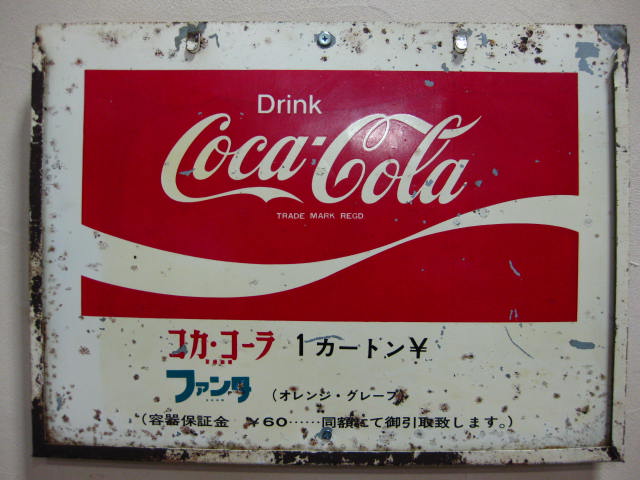 Drink
Coca-Cola
TRADE MARK REGD
コカ・コーラ 1カートン¥
ファンタ (オレンジ・グレープ)
(容器保証金 ¥60……同額にて御引取致します。)